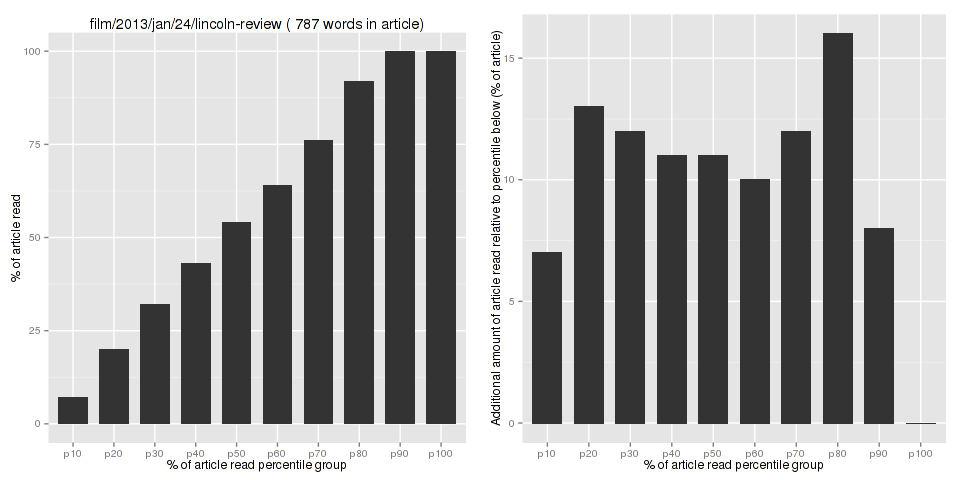 film/2013/jan/24/lincoln-review ( 787 words in article)
% of article read
100
75
50
25
0
p10 p20 p30 p40 p50 p60 p70 p80 p90 p100
% of article read percentile group
Additional amount of article read relative to percentile below (% of article)
15
10
5
0
p10 p20 p30 p40 p50 p60 p70 p80 p90 p100
% of article read percentile group